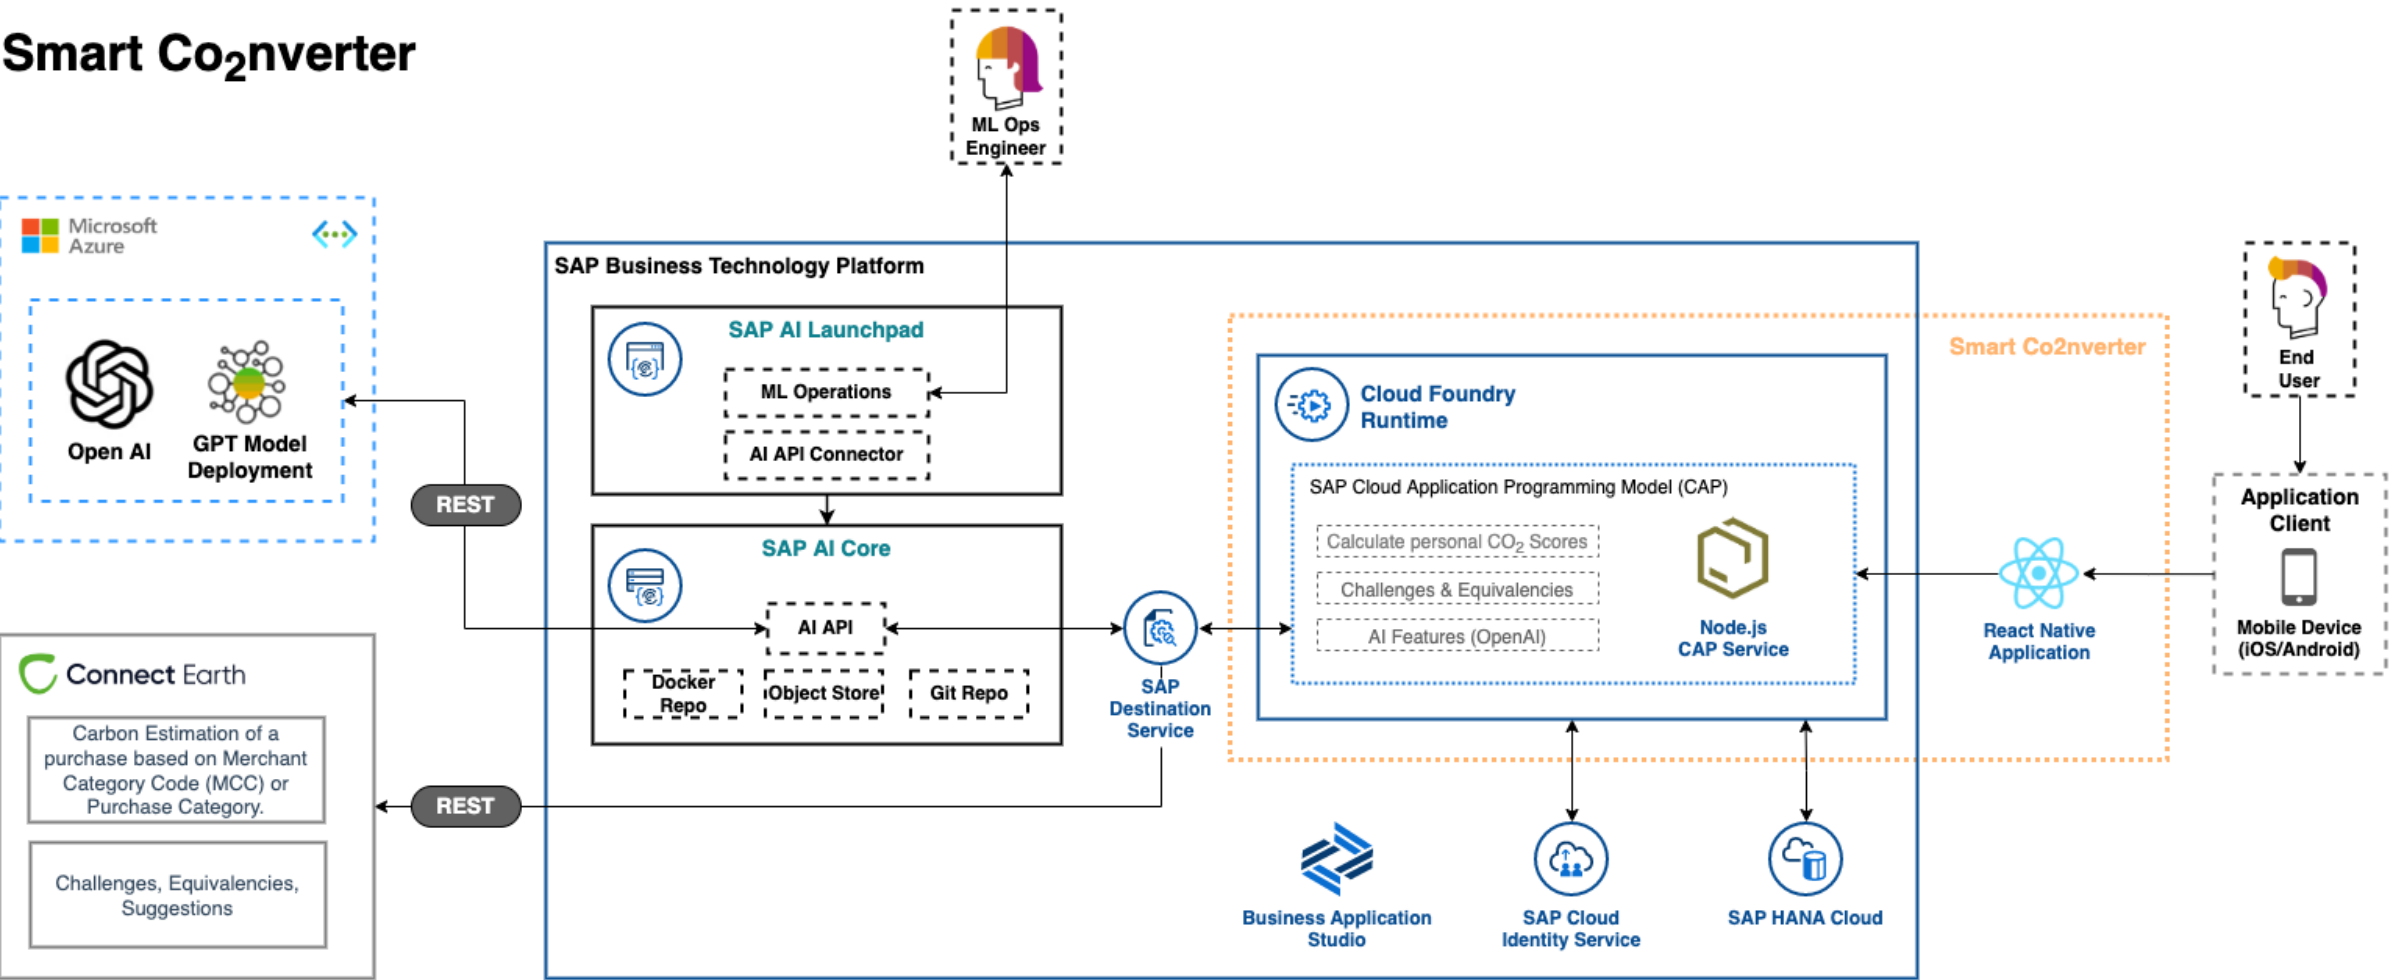 Smart Co2nverter
ML Ops
Engineer
Microsoft
Azure
Open AI
GPT Model
Deployment
REST
Connect Earth
Carbon Estimation of a
purchase based on Merchant
Category Code (MCC) or
Purchase Category.
Challenges, Equivalencies,
Suggestions
REST
SAP Business Technology Platform
SAP AI Launchpad
ML Operations
AI API Connector
SAP AI Core
AI API
Docker
Repo
Object Store
Git Repo
SAP
Destination
Service
Smart Co2nverter
Cloud Foundry
Runtime
SAP Cloud Application Programming Model (CAP)
Calculate personal CO2 Scores
Challenges & Equivalencies
AI Features (OpenAI)
Node.js
CAP Service
React Native
Application
End
User
Application
Client
Mobile Device
(iOS/Android)
Business Application
Studio
SAP Cloud
Identity Service
SAP HANA Cloud